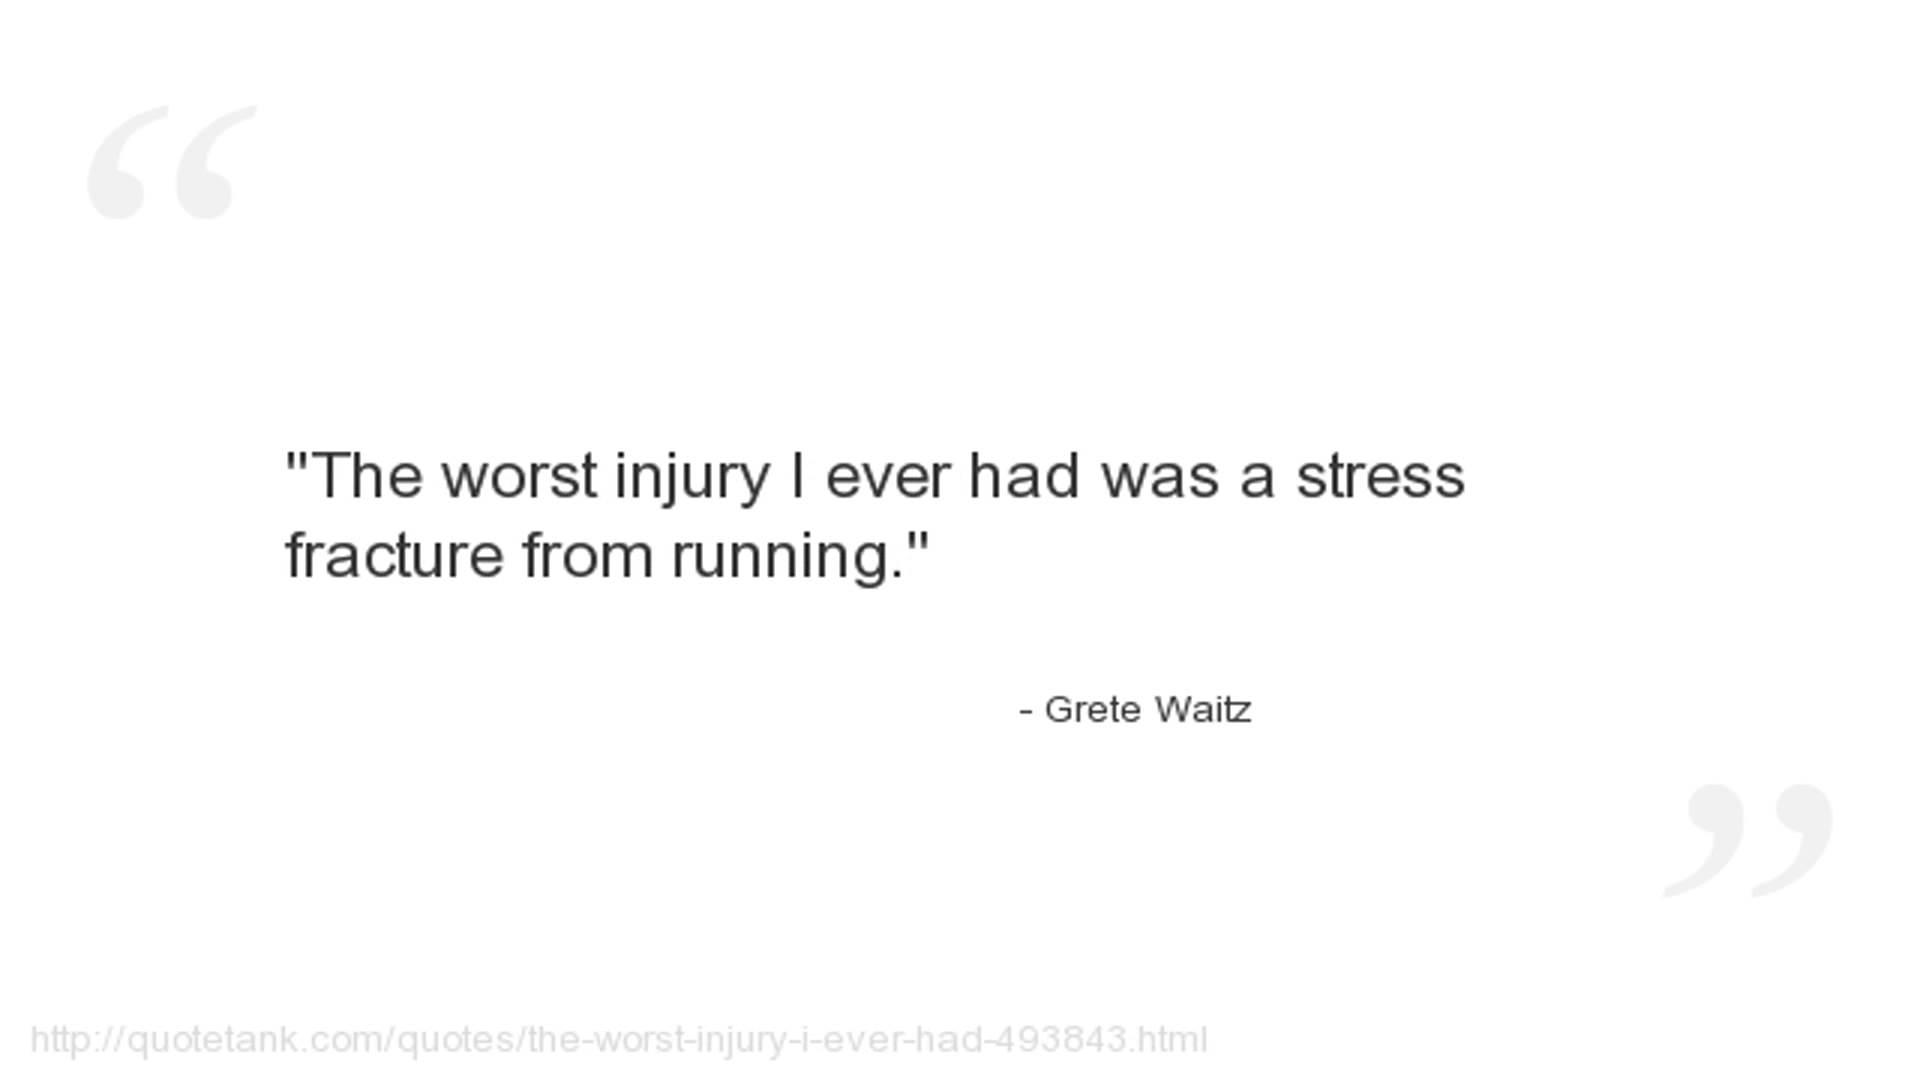 "The worst injury I ever had was a stress
fracture from running."
- Grete Waitz
http://quotetank.com/quotes/the-worst-injury-i-ever-had-493843.html